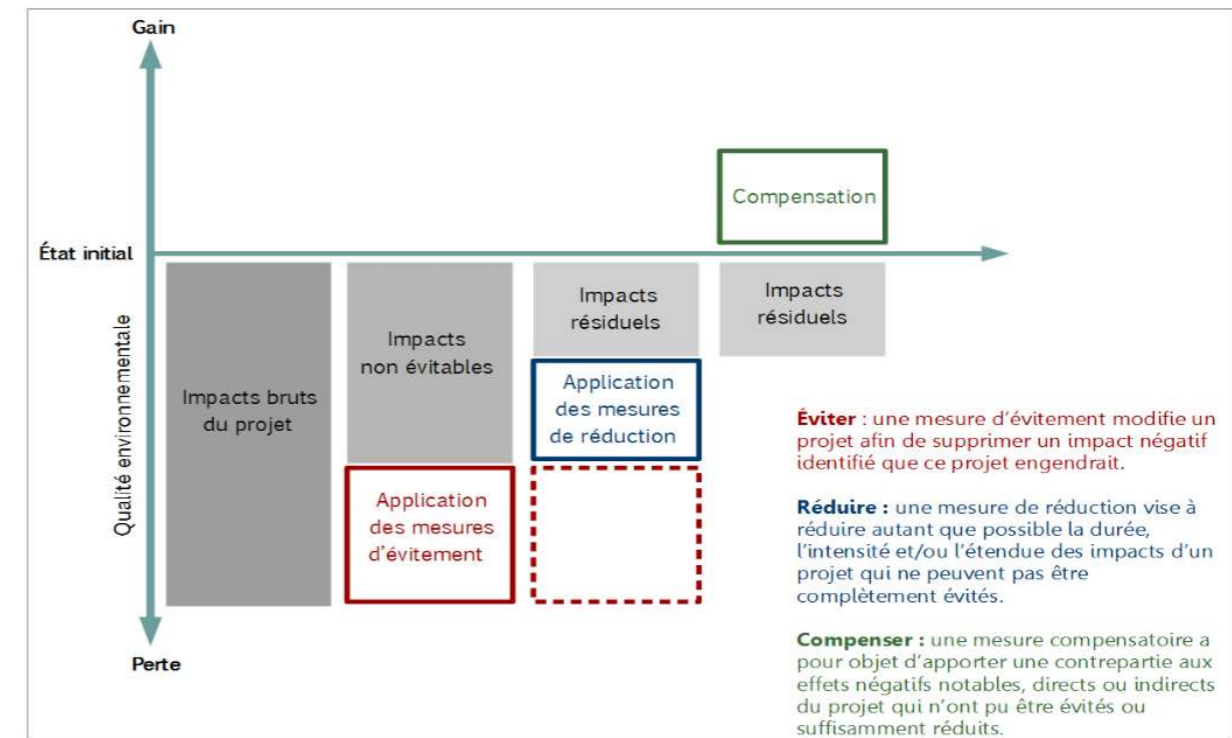 Gain
Compensation
État initial
Qualité environnementale
Impacts bruts
du projet
Impacts
non évitables
Impacts
résiduels
Impacts
résiduels
Application
des mesures
de réduction
Application
des mesures
d'évitement
Perte
Éviter : une mesure d'évitement modifie un
projet afin de supprimer un impact négatif
identifié que ce projet engendrait.
Réduire : une mesure de réduction vise à
réduire autant que possible la durée,
l'intensité et/ou l'étendue des impacts d'un
projet qui ne peuvent pas être
complètement évités.
Compenser : une mesure compensatoire a
pour objet d'apporter une contrepartie aux
effets négatifs notables, directs ou indirects
du projet qui n'ont pu être évités ou
suffisamment réduits.